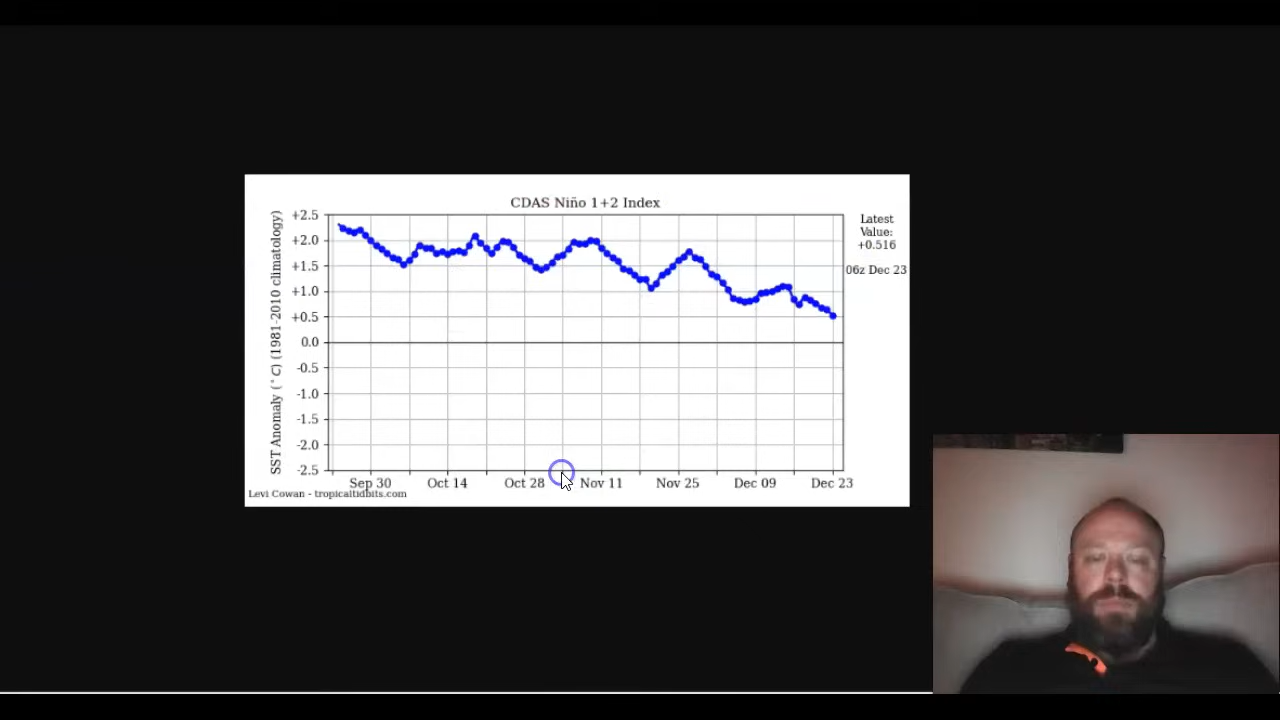 CDAS Niño 1+2 Index
+2.5
+2.0
+1.5
+1.0
+0.5
0.0
-0.5
-1.0
-1.5
-2.0
-2.5
SST Anomaly (°C) (1981-2010 climatology)
Sep 30 Oct 14 Oct 28 Nov 11 Nov 25 Dec 09 Dec 23
Levi Cowan - tropicaltidbits.com
Latest
Value:
+0.516
06z Dec 23